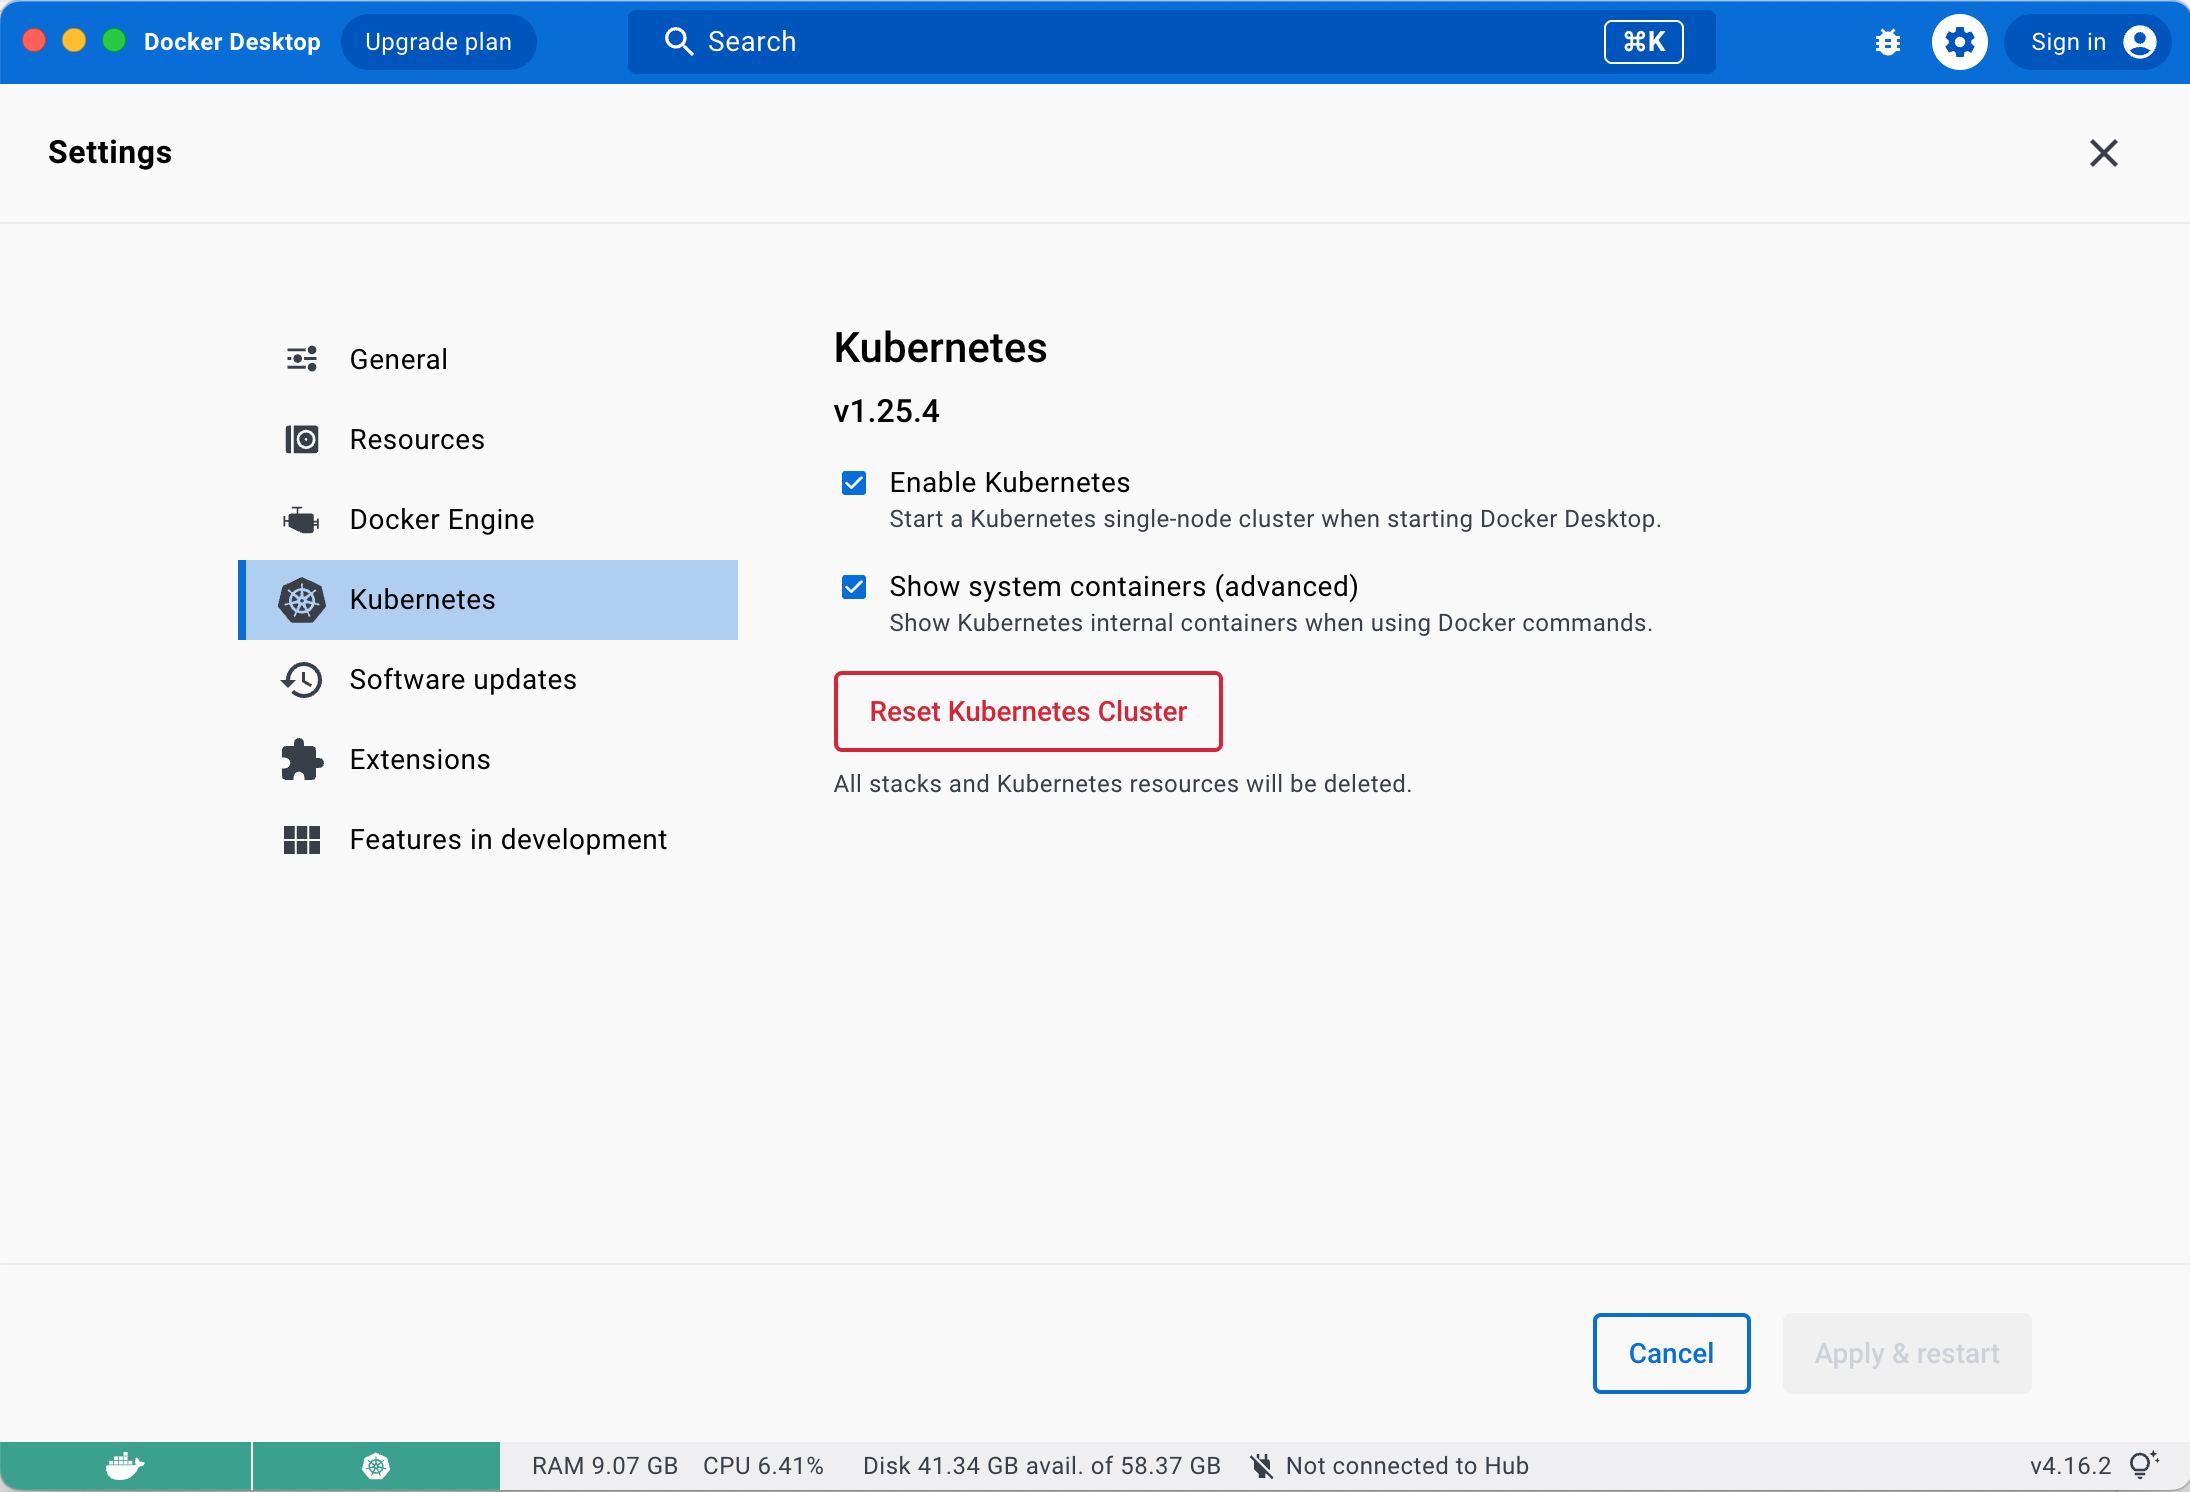 Docker Desktop
Upgrade plan
Search
⌘K
Sign in
Settings
General
Resources
Docker Engine
Kubernetes
Software updates
Extensions
Features in development
Kubernetes
v1.25.4
Enable Kubernetes
Start a Kubernetes single-node cluster when starting Docker Desktop.
Show system containers (advanced)
Show Kubernetes internal containers when using Docker commands.
Reset Kubernetes Cluster
All stacks and Kubernetes resources will be deleted.
Cancel
Apply & restart
RAM 9.07 GB CPU 6.41% Disk 41.34 GB avail. of 58.37 GB Not connected to Hub v4.16.2